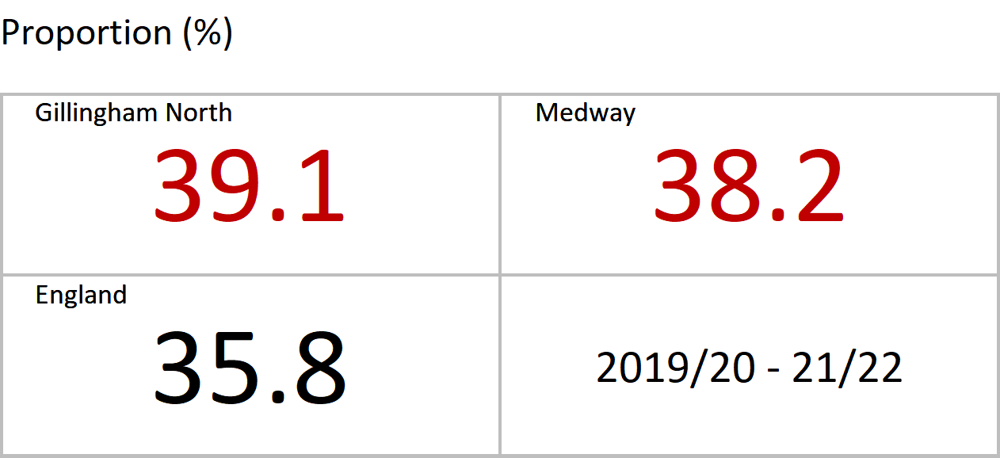 Proportion (%)
Gillingham North
39.1
Medway
38.2
England
35.8
2019/20 - 21/22